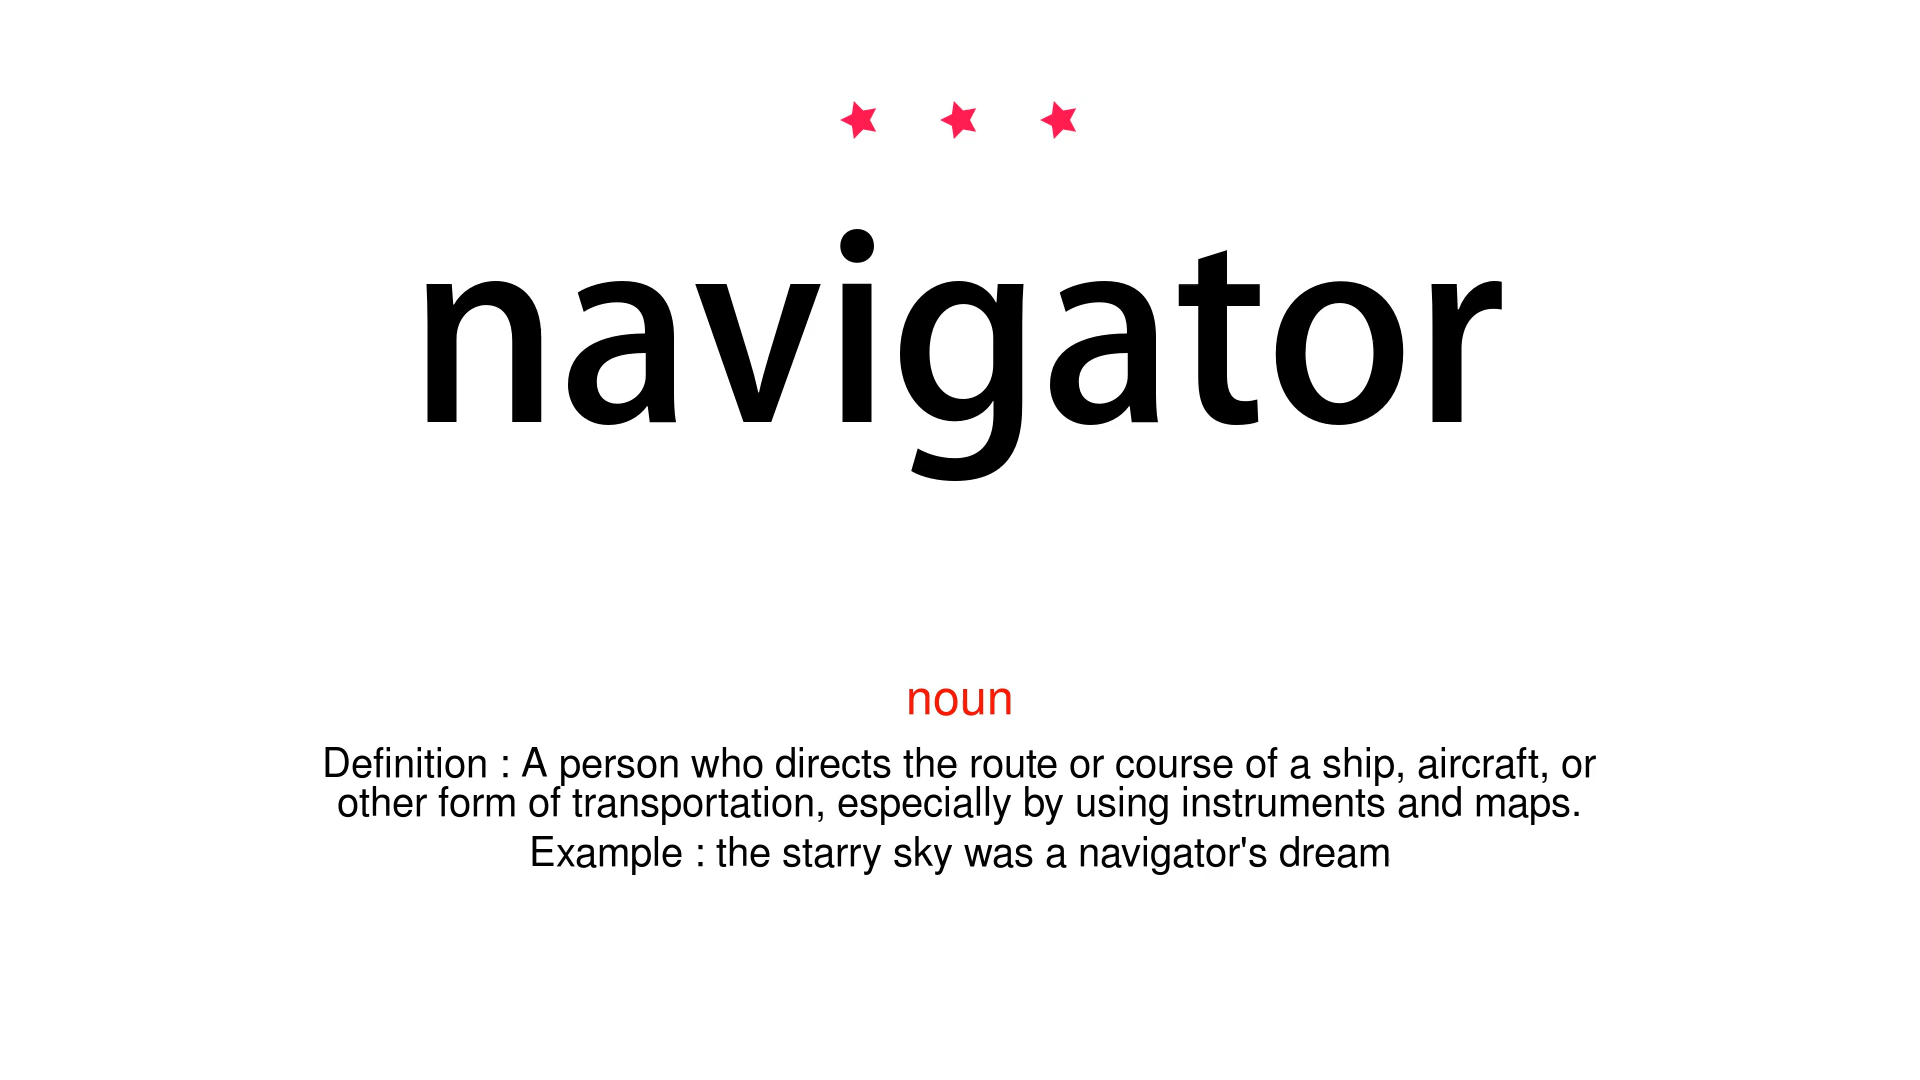 navigator
noun
Definition : A person who directs the route or course of a ship, aircraft, or
other form of transportation, especially by using instruments and maps.
Example : the starry sky was a navigator's dream